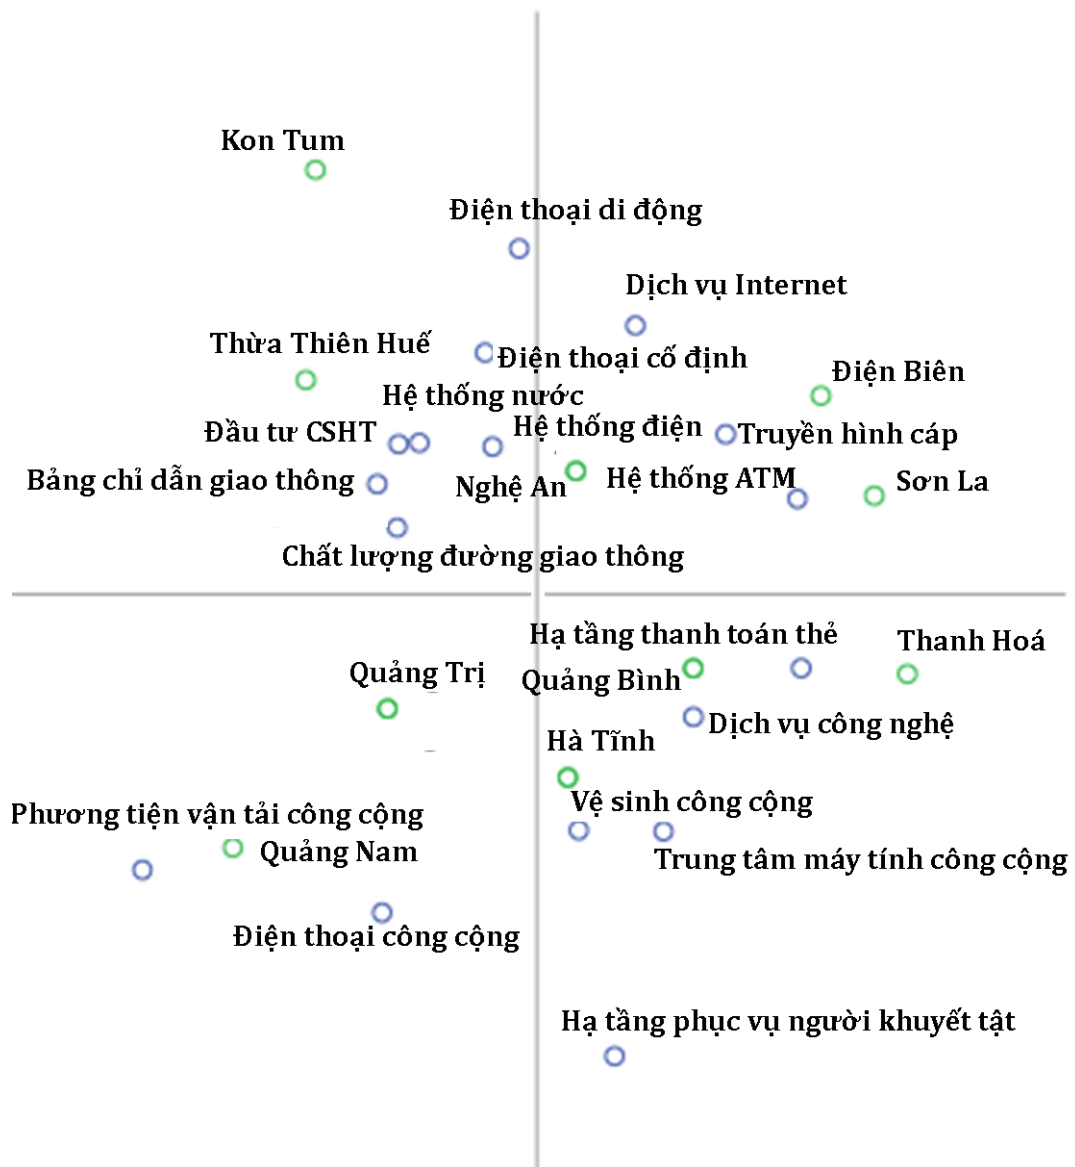 Kon Tum
Điện thoại di động
Dịch vụ Internet
Thừa Thiên Huế
Điện thoại cố định
Điện Biên
Hệ thống nước
Đầu tư CSHT
Hệ thống điện
Truyền hình cáp
Bảng chỉ dẫn giao thông
Nghệ An
Hệ thống ATM
Sơn La
Chất lượng đường giao thông
Hạ tầng thanh toán thẻ
Thanh Hoá
Quảng Trị
Quảng Bình
Dịch vụ công nghệ
Hà Tĩnh
Vệ sinh công cộng
Phương tiện vận tải công cộng
Quảng Nam
Trung tâm máy tính công cộng
Điện thoại công cộng
Hạ tầng phục vụ người khuyết tật